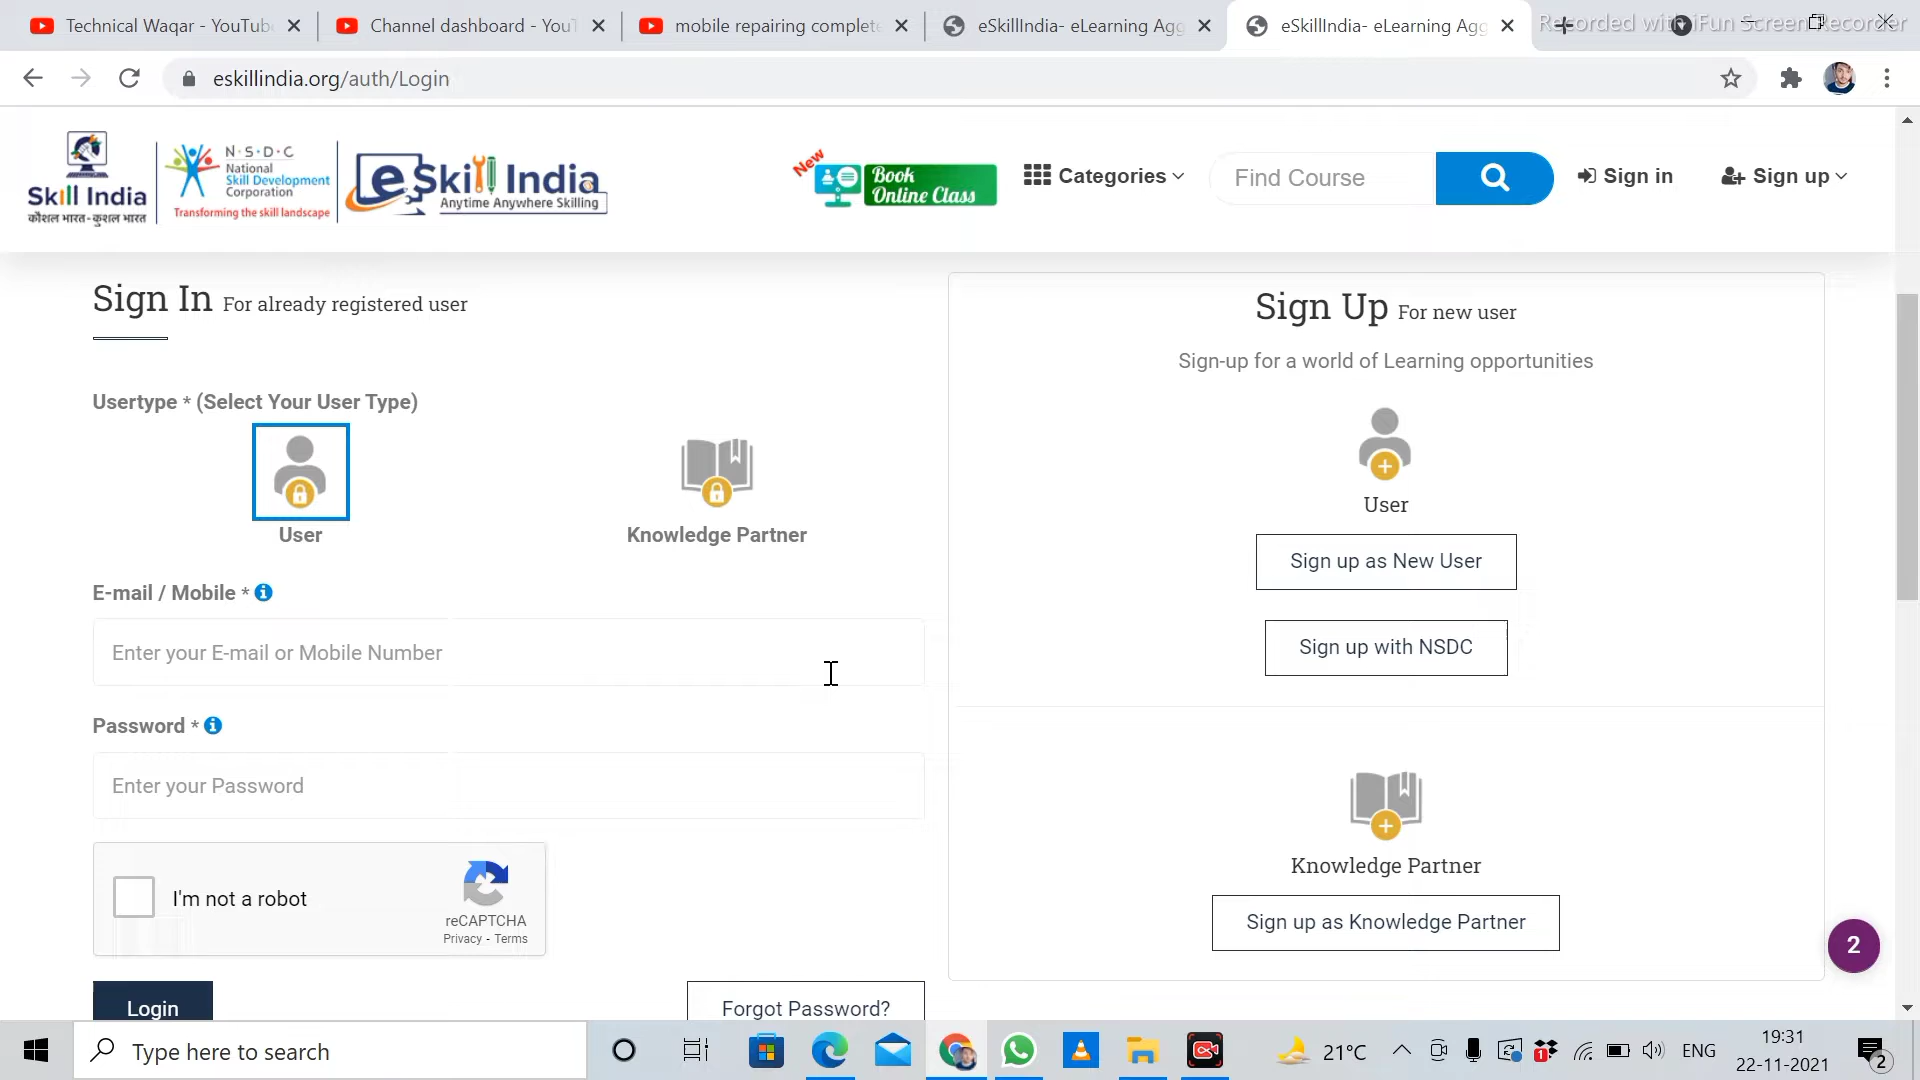 Technical Waqar - YouTube
Channel dashboard - YouT
mobile repairing complete
eSkillIndia- eLearning Agg
eSkillIndia- eLearning Agg
Recorded with iFun Screen Recorder
eskillindia.org/auth/Login
Skill India
कौशल भारत-कुशल भारत
N·S·D·C
National
Skill Development
Corporation
Transforming the skill landscape
eSkill India
Anytime Anywhere Skilling
New
Book
Online Class
Categories
Find Course
Sign in
Sign up
Sign In For already registered user
Usertype * (Select Your User Type)
User
Knowledge Partner
E-mail / Mobile *
Enter your E-mail or Mobile Number
Password *
Enter your Password
I'm not a robot
reCAPTCHA
Privacy - Terms
Login
Forgot Password?
Sign Up For new user
Sign-up for a world of Learning opportunities
User
Sign up as New User
Sign up with NSDC
Knowledge Partner
Sign up as Knowledge Partner
2
Type here to search
21°C
1
ENG
19:31
22-11-2021
2